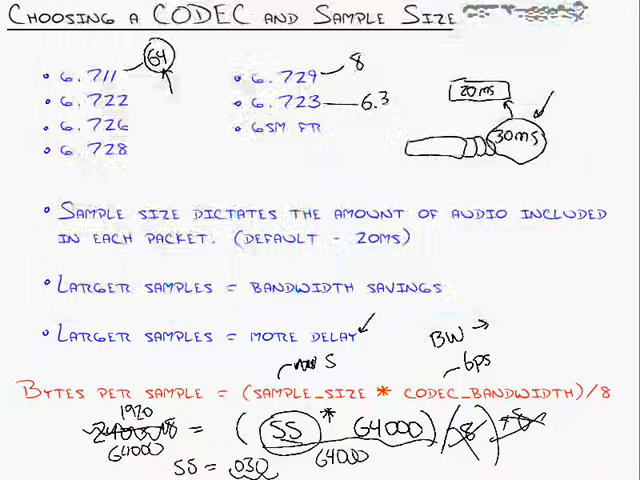 CHOOSING A CODEC AND SAMPLE SIZE
• G.711 64
• G.722
• G.726
• G.728
• G.729 8
• G.723 6.3
• GSM FR
20ms
30ms
• SAMPLE SIZE DICTATES THE AMOUNT OF AUDIO INCLUDED
IN EACH PACKET. (DEFAULT - 20MS)
• LARGER SAMPLES = BANDWIDTH SAVINGS
• LARGER SAMPLES = MORE DELAY
BW
S
bps
BYTES PER SAMPLE = (SAMPLE_SIZE * CODEC_BANDWIDTH)/8
1920
= (SS * 64000) /8
64000
64000
SS = .030